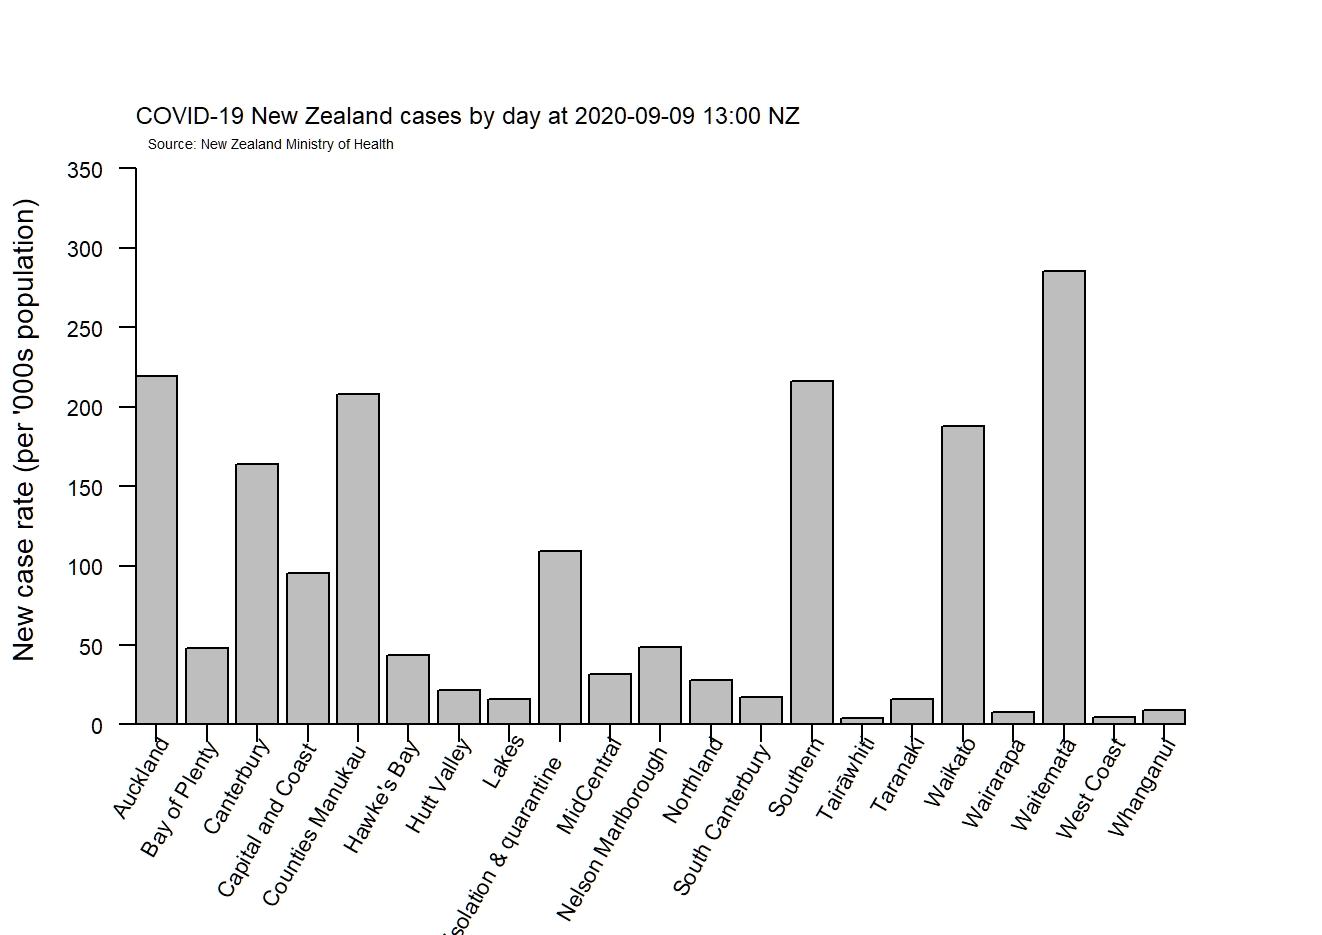 COVID-19 New Zealand cases by day at 2020-09-09 13:00 NZ
Source: New Zealand Ministry of Health
New case rate (per '000s population)
350
300
250
200
150
100
50
0
Auckland
Bay of Plenty
Canterbury
Capital and Coast
Counties Manukau
Hawke's Bay
Hutt Valley
Lakes
isolation & quarantine
MidCentral
Nelson Marlborough
Northland
South Canterbury
Southern
Tairāwhiti
Taranaki
Waikato
Wairarapa
Waitematā
West Coast
Whanganui